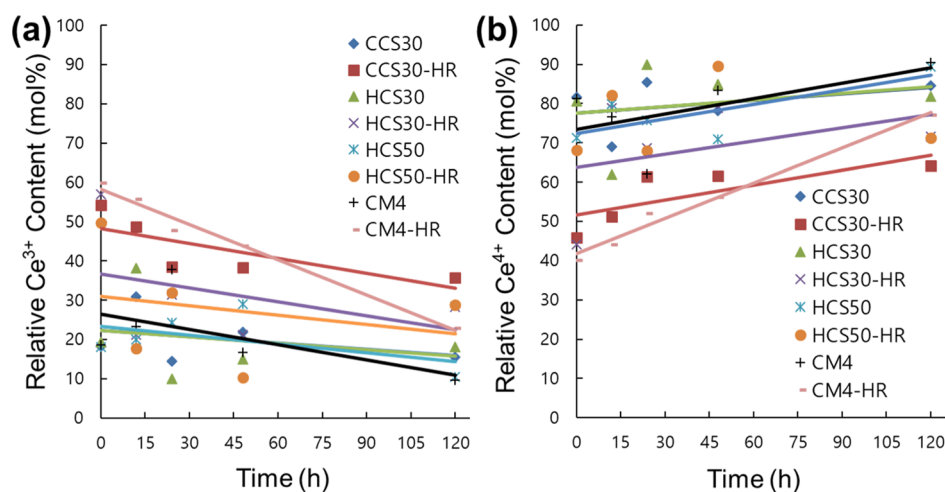 (a)
Relative Ce³⁺ Content (mol%)
100
90
80
70
60
50
40
30
20
10
0
CCS30
CCS30-HR
HCS30
HCS30-HR
HCS50
HCS50-HR
CM4
CM4-HR
0 15 30 45 60 75 90 105 120
Time (h)
(b)
Relative Ce⁴⁺ Content (mol%)
100
90
80
70
60
50
40
30
20
10
0
CCS30
CCS30-HR
HCS30
HCS30-HR
HCS50
HCS50-HR
CM4
CM4-HR
0 15 30 45 60 75 90 105 120
Time (h)